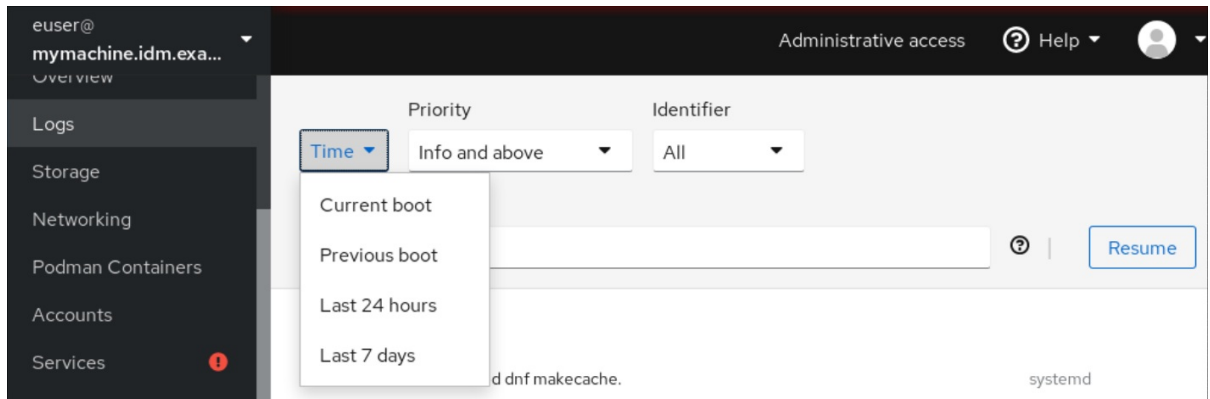 euser@
mymachine.idm.exa...
Administrative access
Help
Overview
Logs
Storage
Networking
Podman Containers
Accounts
Services
Priority
Identifier
Time
Info and above
All
Current boot
Previous boot
Last 24 hours
Last 7 days
Resume
d dnf makecache.
systemd